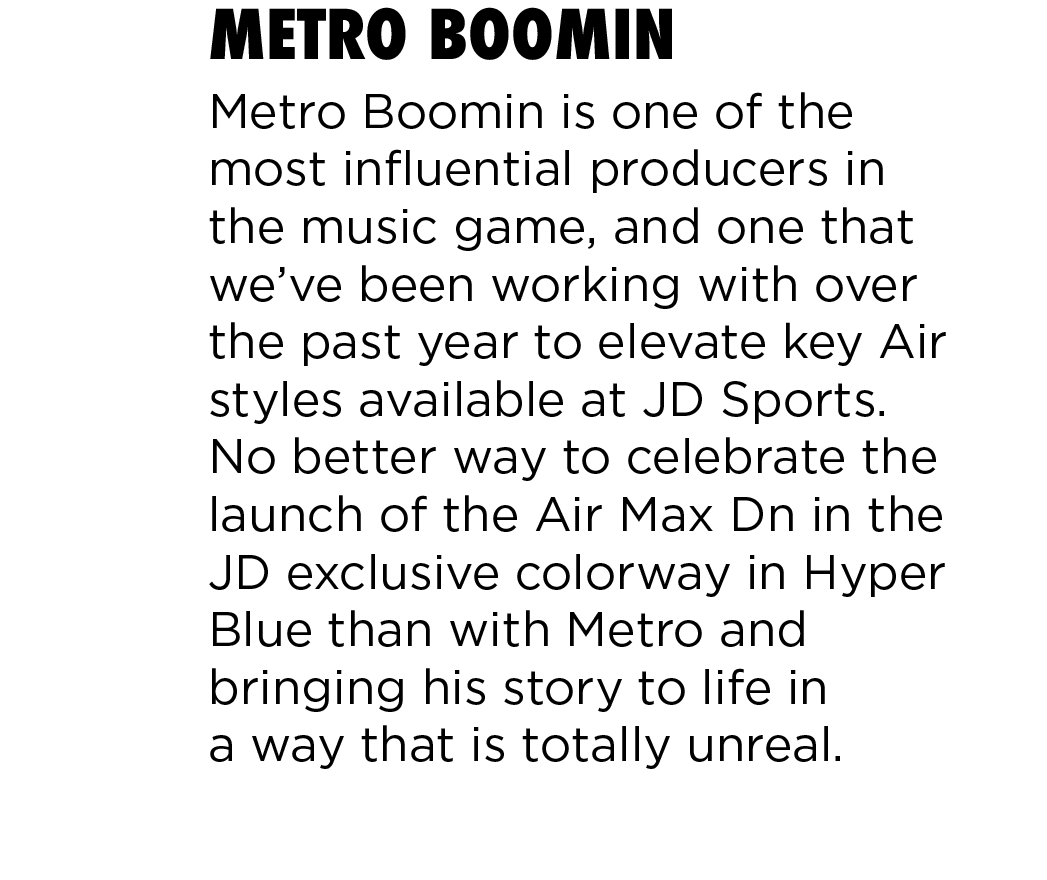 METRO BOOMIN
Metro Boomin is one of the
most influential producers in
the music game, and one that
we’ve been working with over
the past year to elevate key Air
styles available at JD Sports.
No better way to celebrate the
launch of the Air Max Dn in the
JD exclusive colorway in Hyper
Blue than with Metro and
bringing his story to life in
a way that is totally unreal.